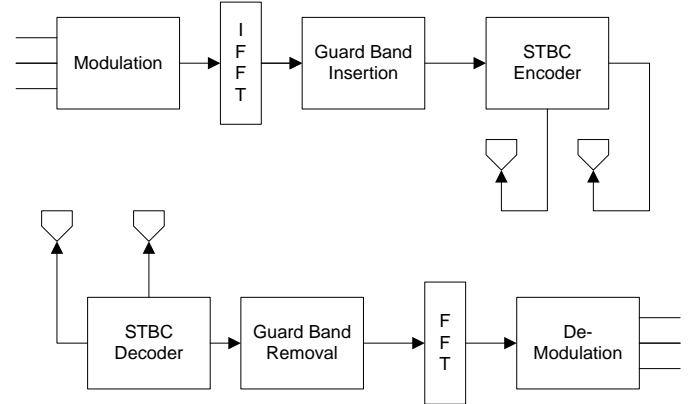 Modulation
I
F
F
T
Guard Band
Insertion
STBC
Encoder
STBC
Decoder
Guard Band
Removal
F
F
T
De-
Modulation